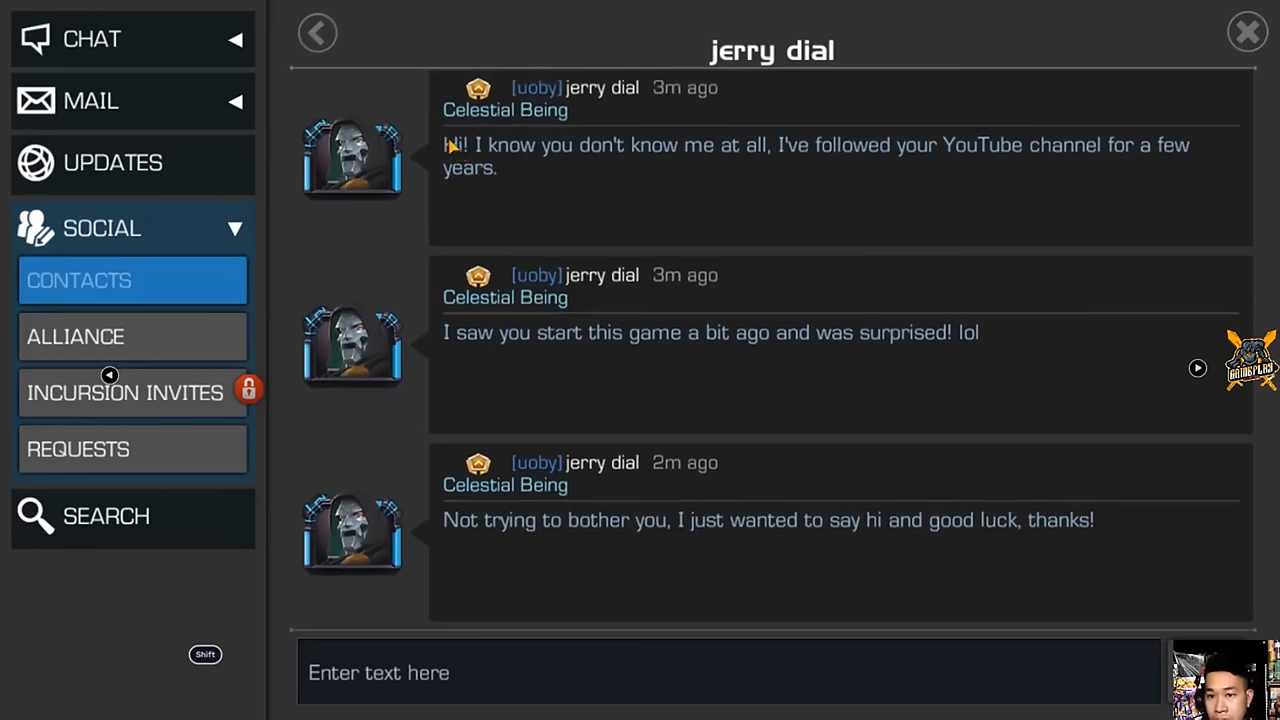 CHAT
MAIL
UPDATES
SOCIAL
CONTACTS
ALLIANCE
INCURSION INVITES
REQUESTS
SEARCH
Shift
jerry dial
[uoby] jerry dial 3m ago
Celestial Being
Hi! I know you don't know me at all, I've followed your YouTube channel for a few
years.
[uoby] jerry dial 3m ago
Celestial Being
I saw you start this game a bit ago and was surprised! lol
[uoby] jerry dial 2m ago
Celestial Being
Not trying to bother you, I just wanted to say hi and good luck, thanks!
Enter text here
GAMEPLAY